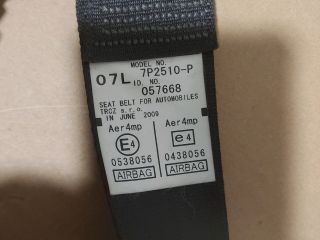 MODEL NO.
07L 7P2510-P
ID. NO.
057668
SEAT BELT FOR AUTOMOBILES
TRCZ s.r.o.
IN JUNE 2009
Aer4mp Aer4mp
E4 e4
0538056 0438056
AIRBAG AIRBAG